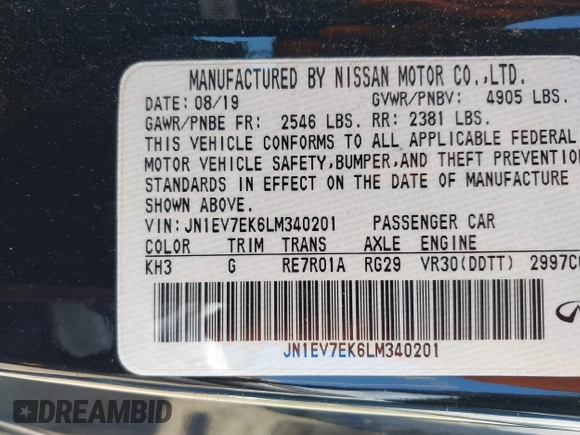 MANUFACTURED BY NISSAN MOTOR CO.,LTD.
DATE: 08/19 GVWR/PNBV: 4905 LBS.
GAWR/PNBE FR: 2546 LBS. RR: 2381 LBS.
THIS VEHICLE CONFORMS TO ALL APPLICABLE FEDERAL
MOTOR VEHICLE SAFETY,BUMPER,AND THEFT PREVENTION
STANDARDS IN EFFECT ON THE DATE OF MANUFACTURE
SHOWN ABOVE.
VIN: JN1EV7EK6LM340201 PASSENGER CAR
COLOR TRIM TRANS AXLE ENGINE
KH3 G RE7R01A RG29 VR30(DDTT) 2997CC
JN1EV7EK6LM340201
DREAMBID